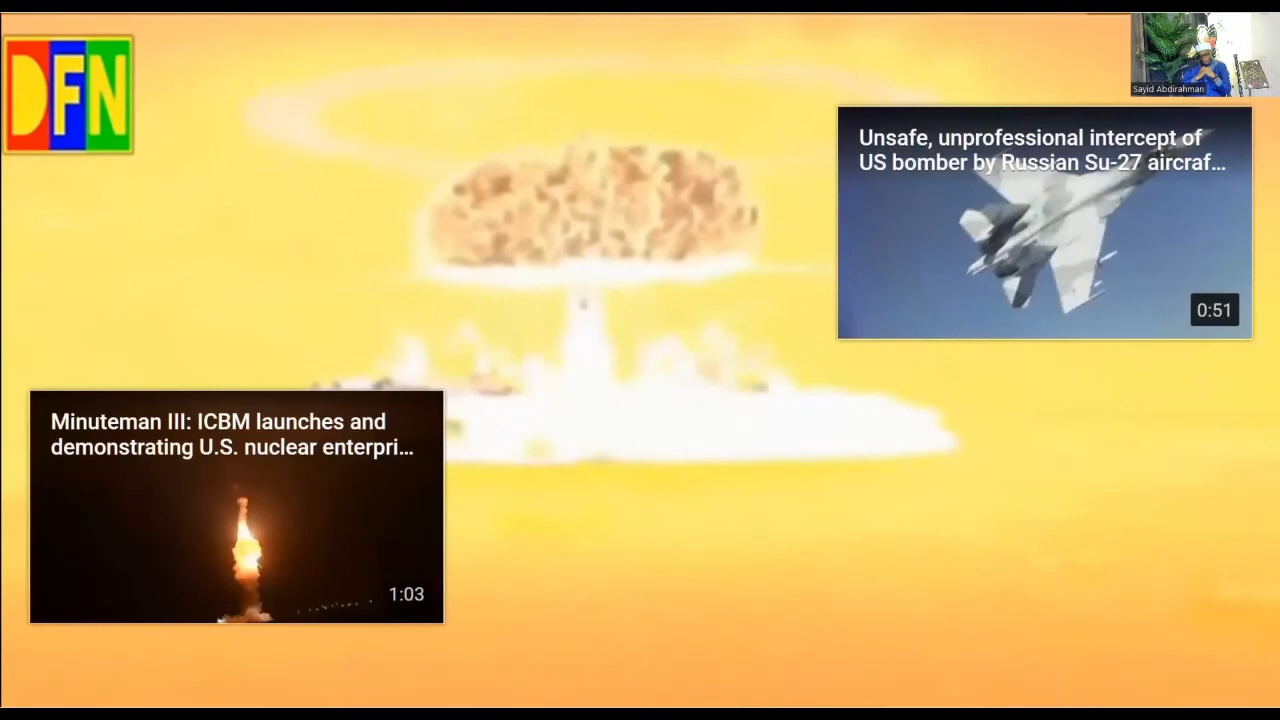 DFN
Sayid Abdirahman
Unsafe, unprofessional intercept of
US bomber by Russian Su-27 aircraf...
0:51
Minuteman III: ICBM launches and
demonstrating U.S. nuclear enterpri...
1:03